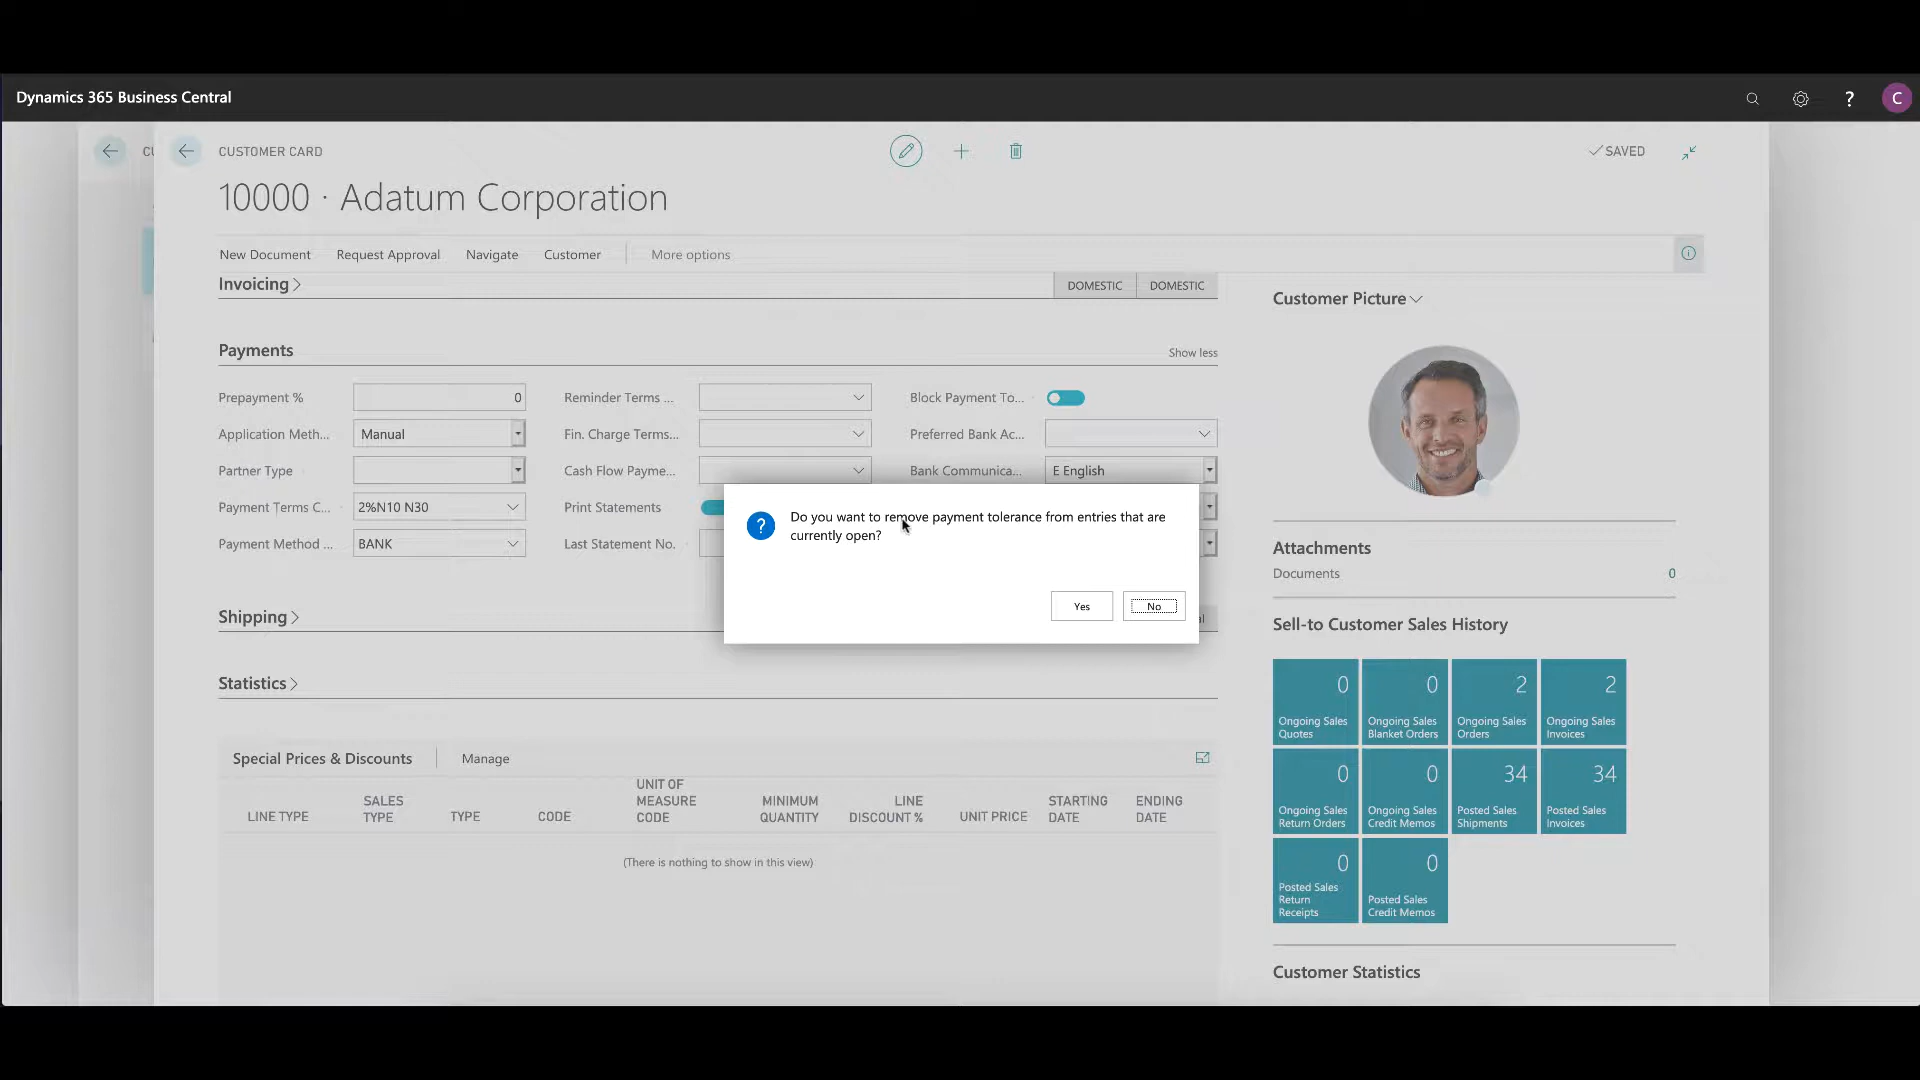 Dynamics 365 Business Central
?
C
CUSTOMER CARD
SAVED
10000 · Adatum Corporation
New Document
Request Approval
Navigate
Customer
More options
Invoicing
DOMESTIC
DOMESTIC
Payments
Show less
Prepayment %
0
Application Meth...
Manual
Partner Type
Payment Terms C...
2%N10 N30
Payment Method ...
BANK
Reminder Terms ...
Fin. Charge Terms...
Cash Flow Payme...
Print Statements
Last Statement No.
Block Payment To...
Preferred Bank Ac...
Bank Communica...
E English
?
Do you want to remove payment tolerance from entries that are
currently open?
Yes
No
Shipping
Statistics
Special Prices & Discounts
Manage
LINE TYPE
SALES
TYPE
TYPE
CODE
UNIT OF
MEASURE
CODE
MINIMUM
QUANTITY
LINE
DISCOUNT %
UNIT PRICE
STARTING
DATE
ENDING
DATE
(There is nothing to show in this view)
Customer Picture
Attachments
Documents
0
Sell-to Customer Sales History
0
Ongoing Sales
Quotes
0
Ongoing Sales
Blanket Orders
2
Ongoing Sales
Orders
2
Ongoing Sales
Invoices
0
Ongoing Sales
Return Orders
0
Ongoing Sales
Credit Memos
34
Posted Sales
Shipments
34
Posted Sales
Invoices
0
Posted Sales
Return
Receipts
0
Posted Sales
Credit Memos
Customer Statistics